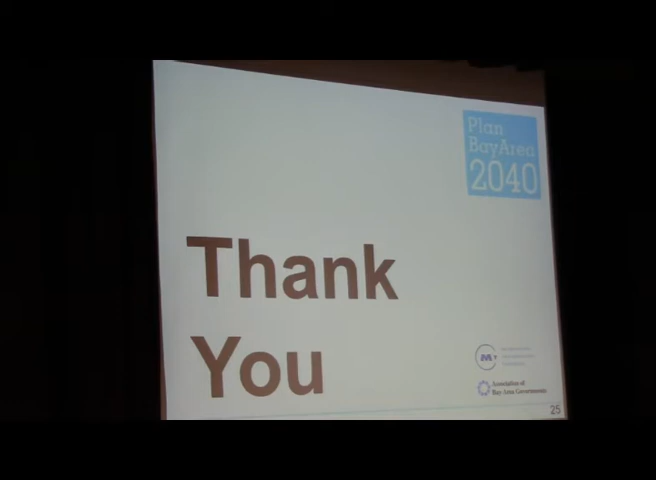 Plan
BayArea
2040
Thank
You
Association of
Bay Area Governments
25